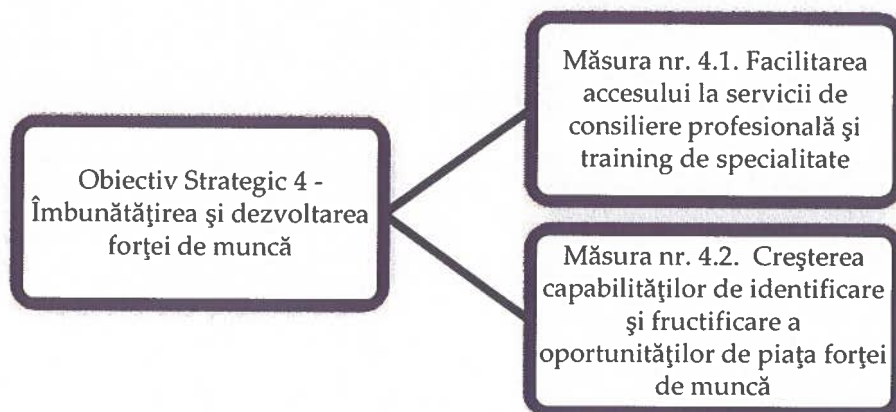 Obiectiv Strategic 4 -
Îmbunătăţirea şi dezvoltarea
forţei de muncă
Măsura nr. 4.1. Facilitarea
accesului la servicii de
consiliere profesională şi
training de specialitate
Măsura nr. 4.2.  Creşterea
capabilităţilor de identificare
şi fructificare a
oportunităţilor de piaţa forţei
de muncă